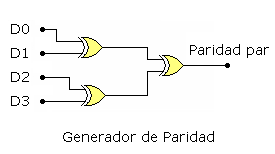 D0
D1
Paridad par
D2
D3
Generador de Paridad